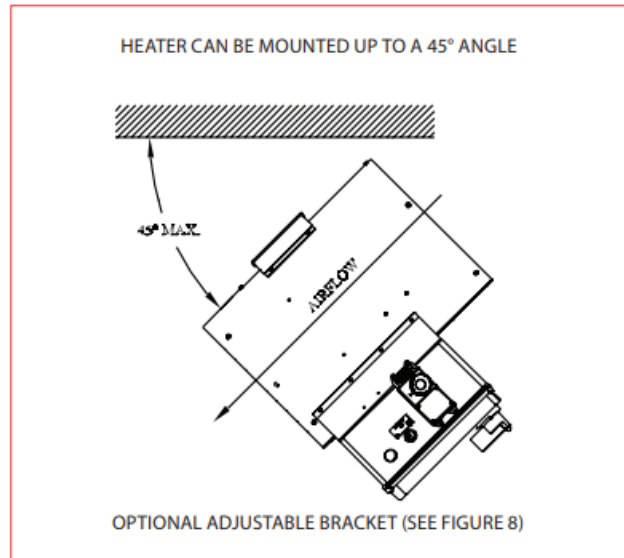 HEATER CAN BE MOUNTED UP TO A 45° ANGLE
45° MAX.
AIRFLOW
OPTIONAL ADJUSTABLE BRACKET (SEE FIGURE 8)